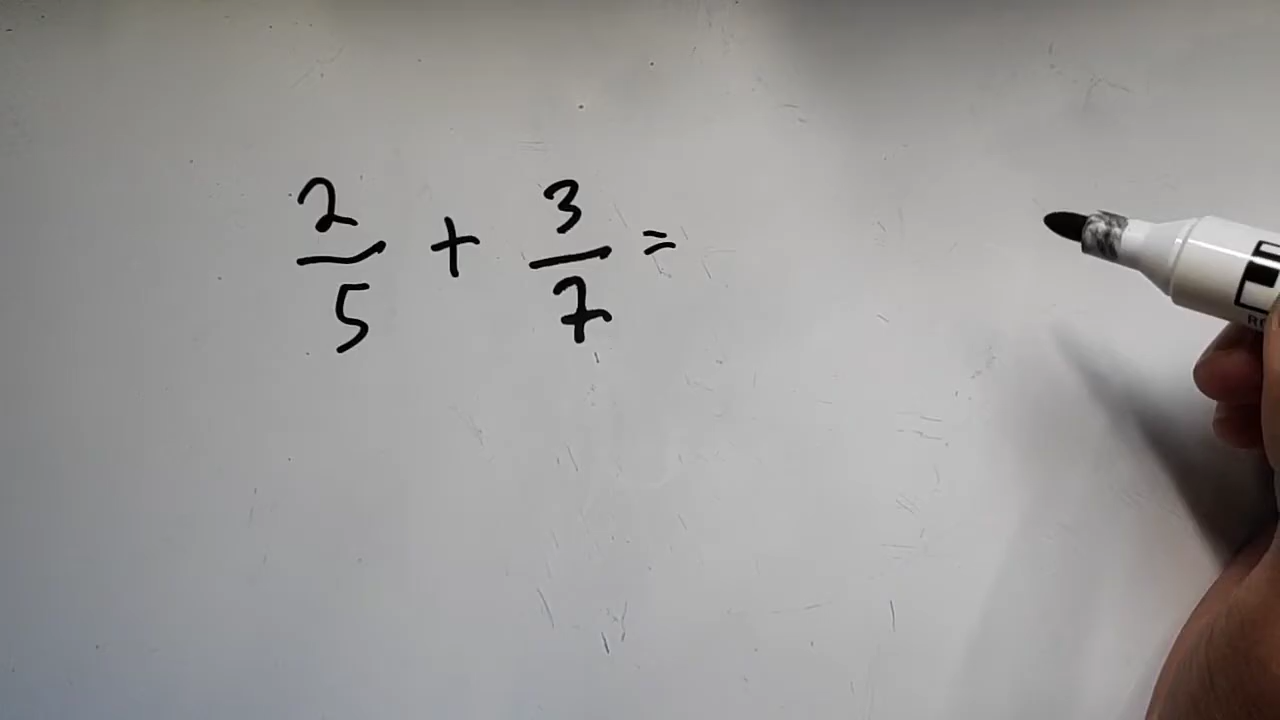 2/5 + 3/7 =